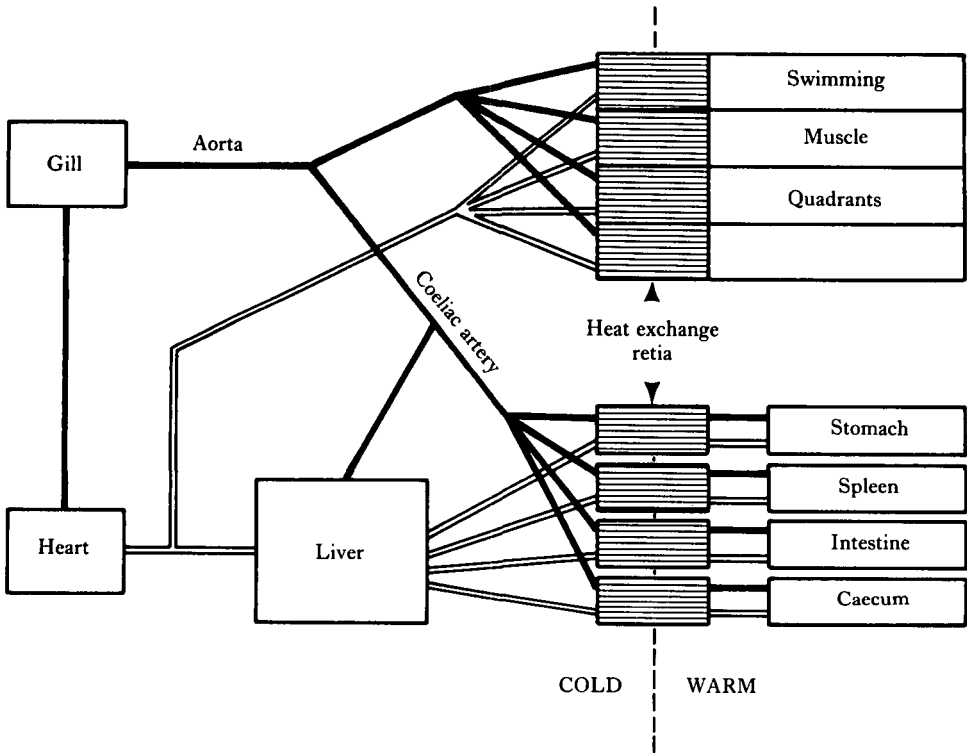 Swimming
Gill
Aorta
Muscle
Quadrants
Coeliac artery
Heat exchange
retia
Stomach
Spleen
Heart
Liver
Intestine
Caecum
COLD
WARM